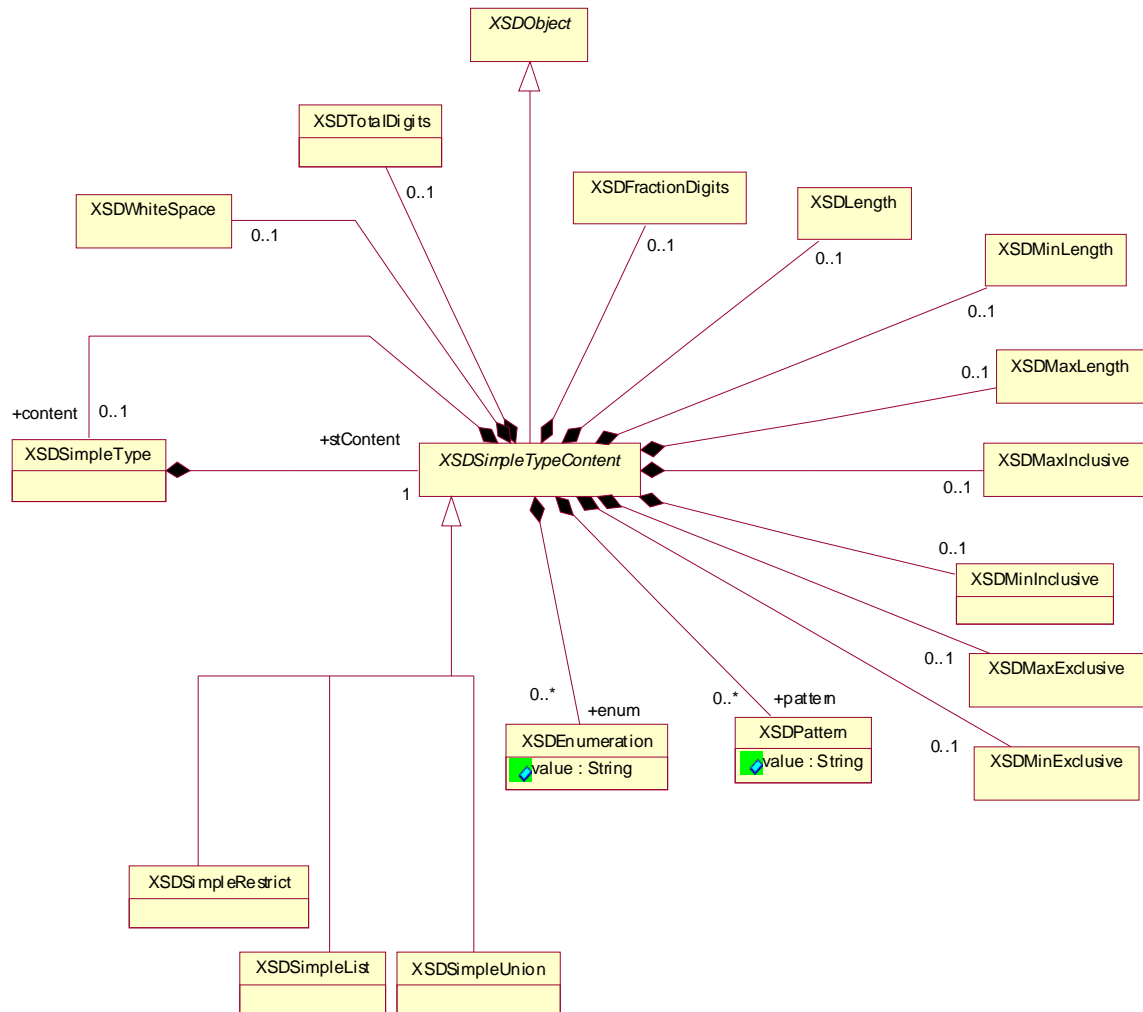 XSDObject
XSDTotalDigits
0..1
XSDFractionDigits
0..1
XSDLength
0..1
XSDWhiteSpace
0..1
XSDMinLength
0..1
XSDMaxLength
0..1
+content
0..1
XSDSimpleType
+stContent
1
XSDSimpleTypeContent
XSDMaxInclusive
0..1
0..1
XSDMinInclusive
0..1
XSDMaxExclusive
0..*
+enum
XSDEnumeration
value : String
0..*
+pattern
XSDPattern
value : String
0..1
XSDMinExclusive
XSDSimpleRestrict
XSDSimpleList
XSDSimpleUnion